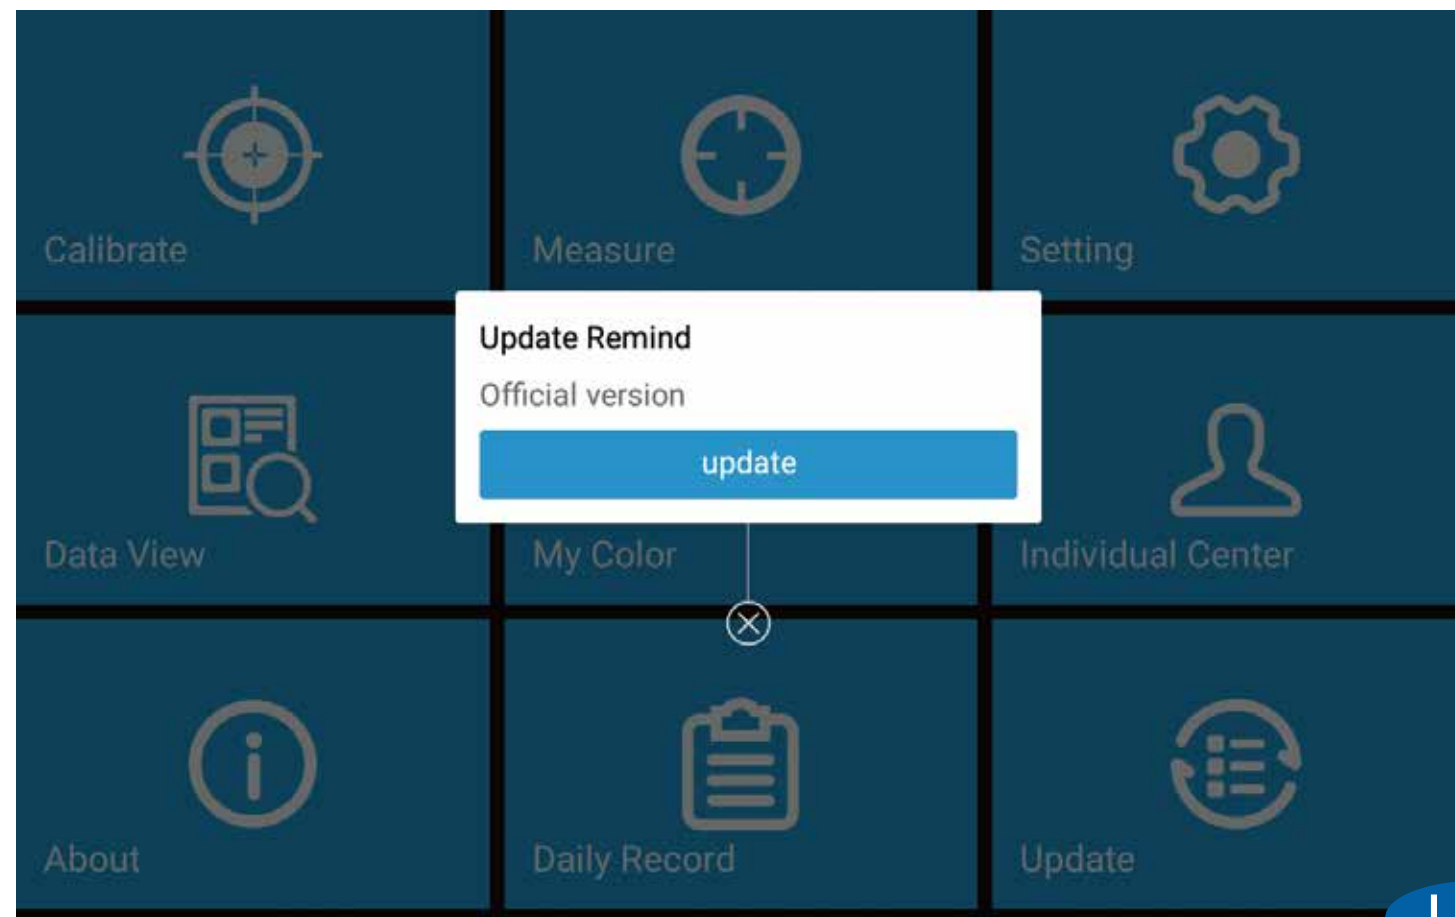 Calibrate
Measure
Setting
Update Remind
Official version
update
Data View
My Color
Individual Center
About
Daily Record
Update